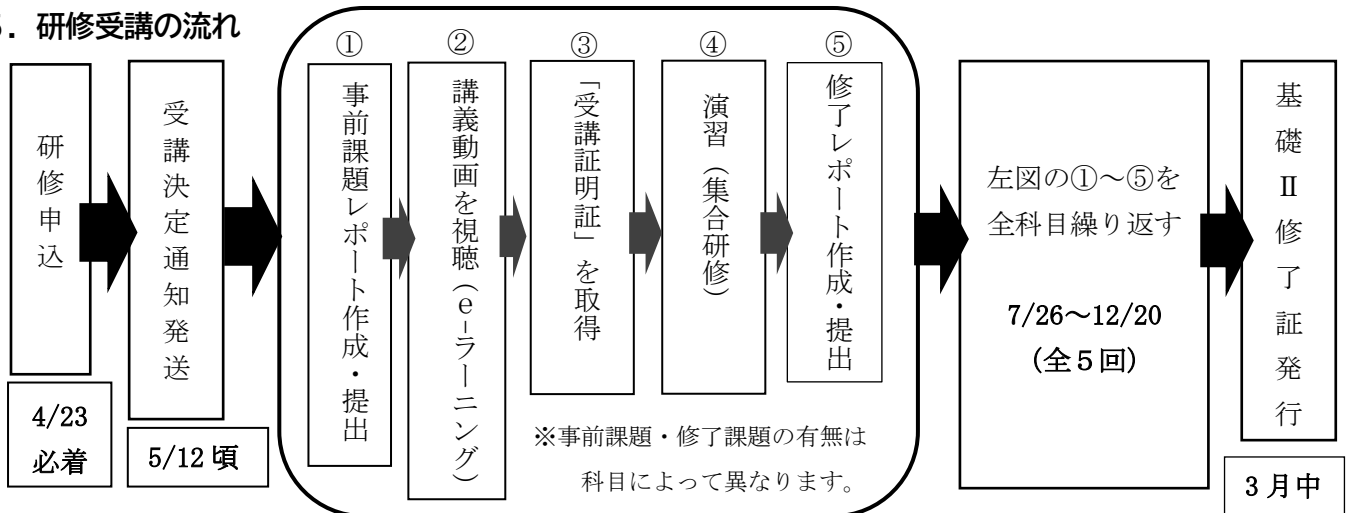 ．研修受講の流れ
研修申込
4/23
必着
受講決定通知発送
5/12頃
①
事前課題レポート作成・提出
②
講義動画を視聴（e-ラーニング）
③
「受講証明証」を取得
④
演習（集合研修）
⑤
修了レポート作成・提出
※事前課題・修了課題の有無は
科目によって異なります。
左図の①～⑤を
全科目繰り返す
7/26～12/20
(全５回)
基礎Ⅱ修了証発行
3月中